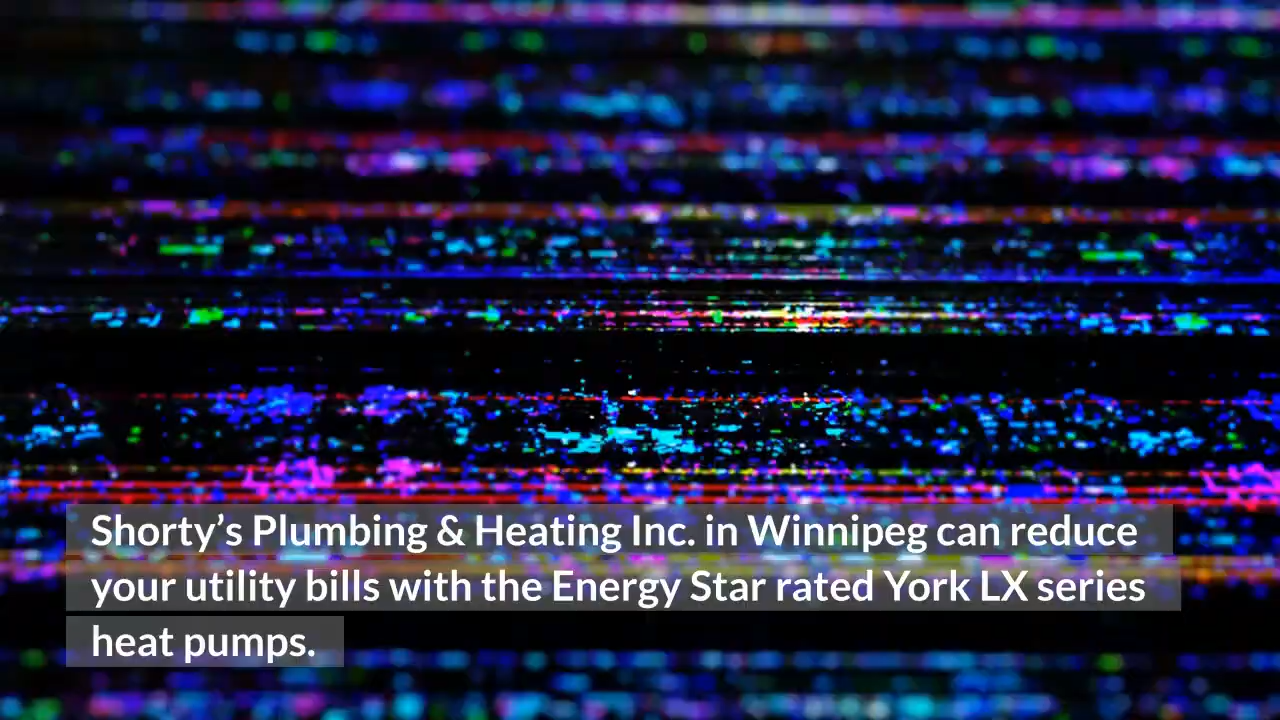 Shorty’s Plumbing & Heating Inc. in Winnipeg can reduce
your utility bills with the Energy Star rated York LX series
heat pumps.